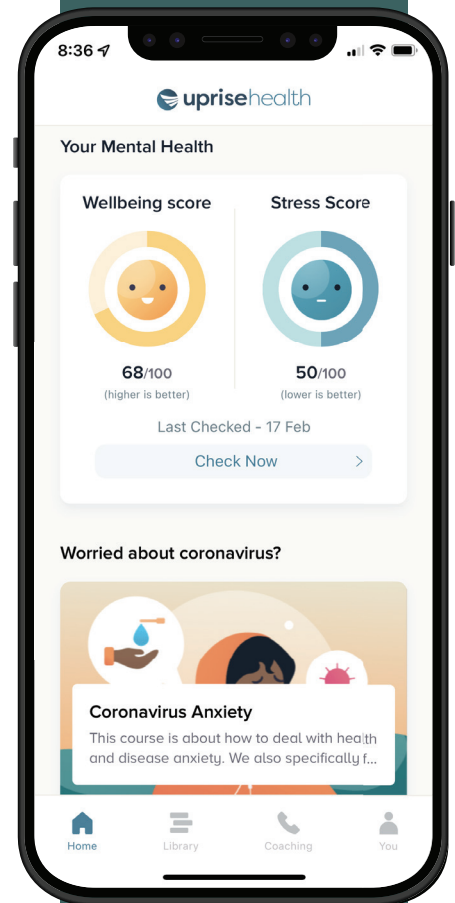 8:36
uprisehealth
Your Mental Health
Wellbeing score
Stress Score
68/100
50/100
(higher is better)
(lower is better)
Last Checked - 17 Feb
Check Now
Worried about coronavirus?
Coronavirus Anxiety
This course is about how to deal with health
and disease anxiety. We also specifically f...
Home
Library
Coaching
You